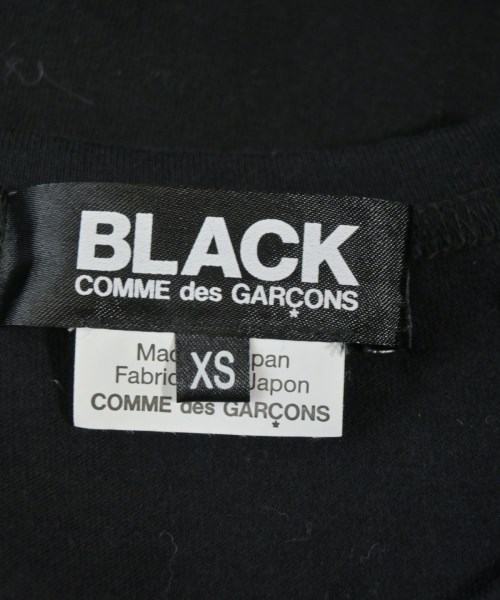 BLACK
COMME des GARÇONS
XS
Mac pan
Fabric Japon
COMME des GARÇONS